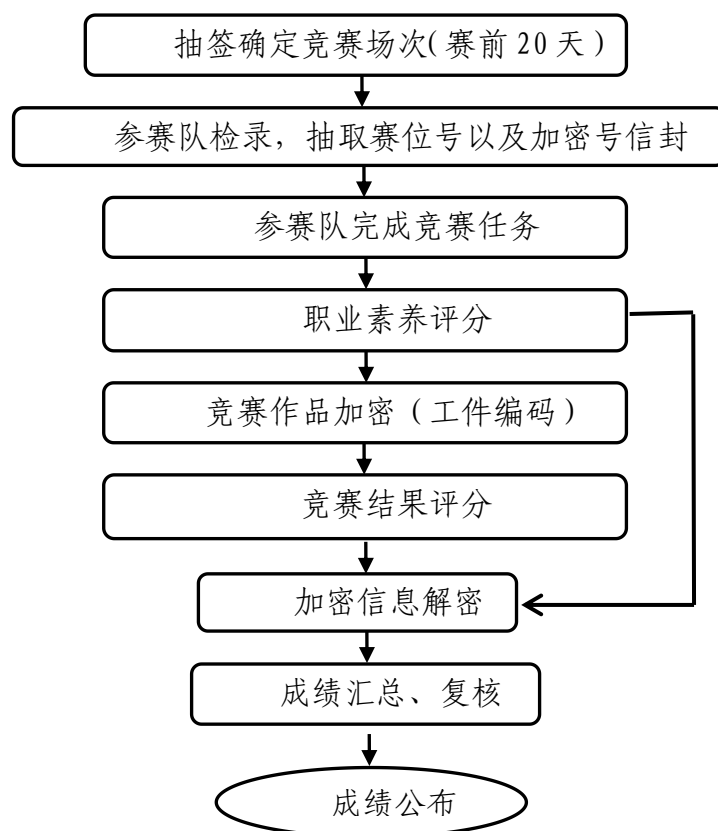 抽签确定竞赛场次(赛前20天)
参赛队检录，抽取赛位号以及加密号信封
参赛队完成竞赛任务
职业素养评分
竞赛作品加密（工件编码）
竞赛结果评分
加密信息解密
成绩汇总、复核
成绩公布